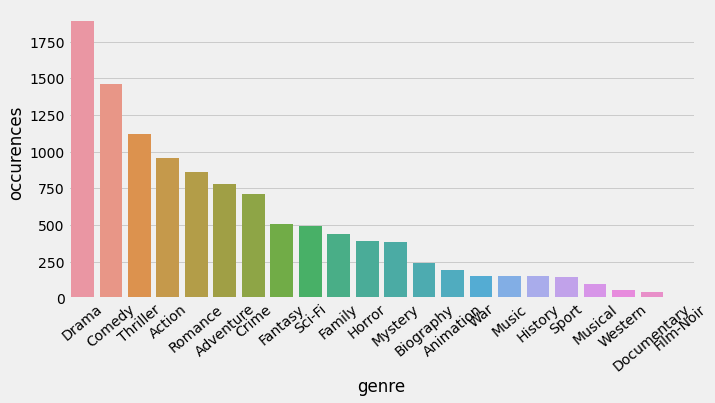 1750
1500
1250
1000
750
500
250
0
occurences
Drama
Comedy
Thriller
Action
Romance
Adventure
Crime
Fantasy
Sci-Fi
Family
Horror
Mystery
Biography
Animation
War
Music
History
Sport
Musical
Western
Documentary
Film-Noir
genre